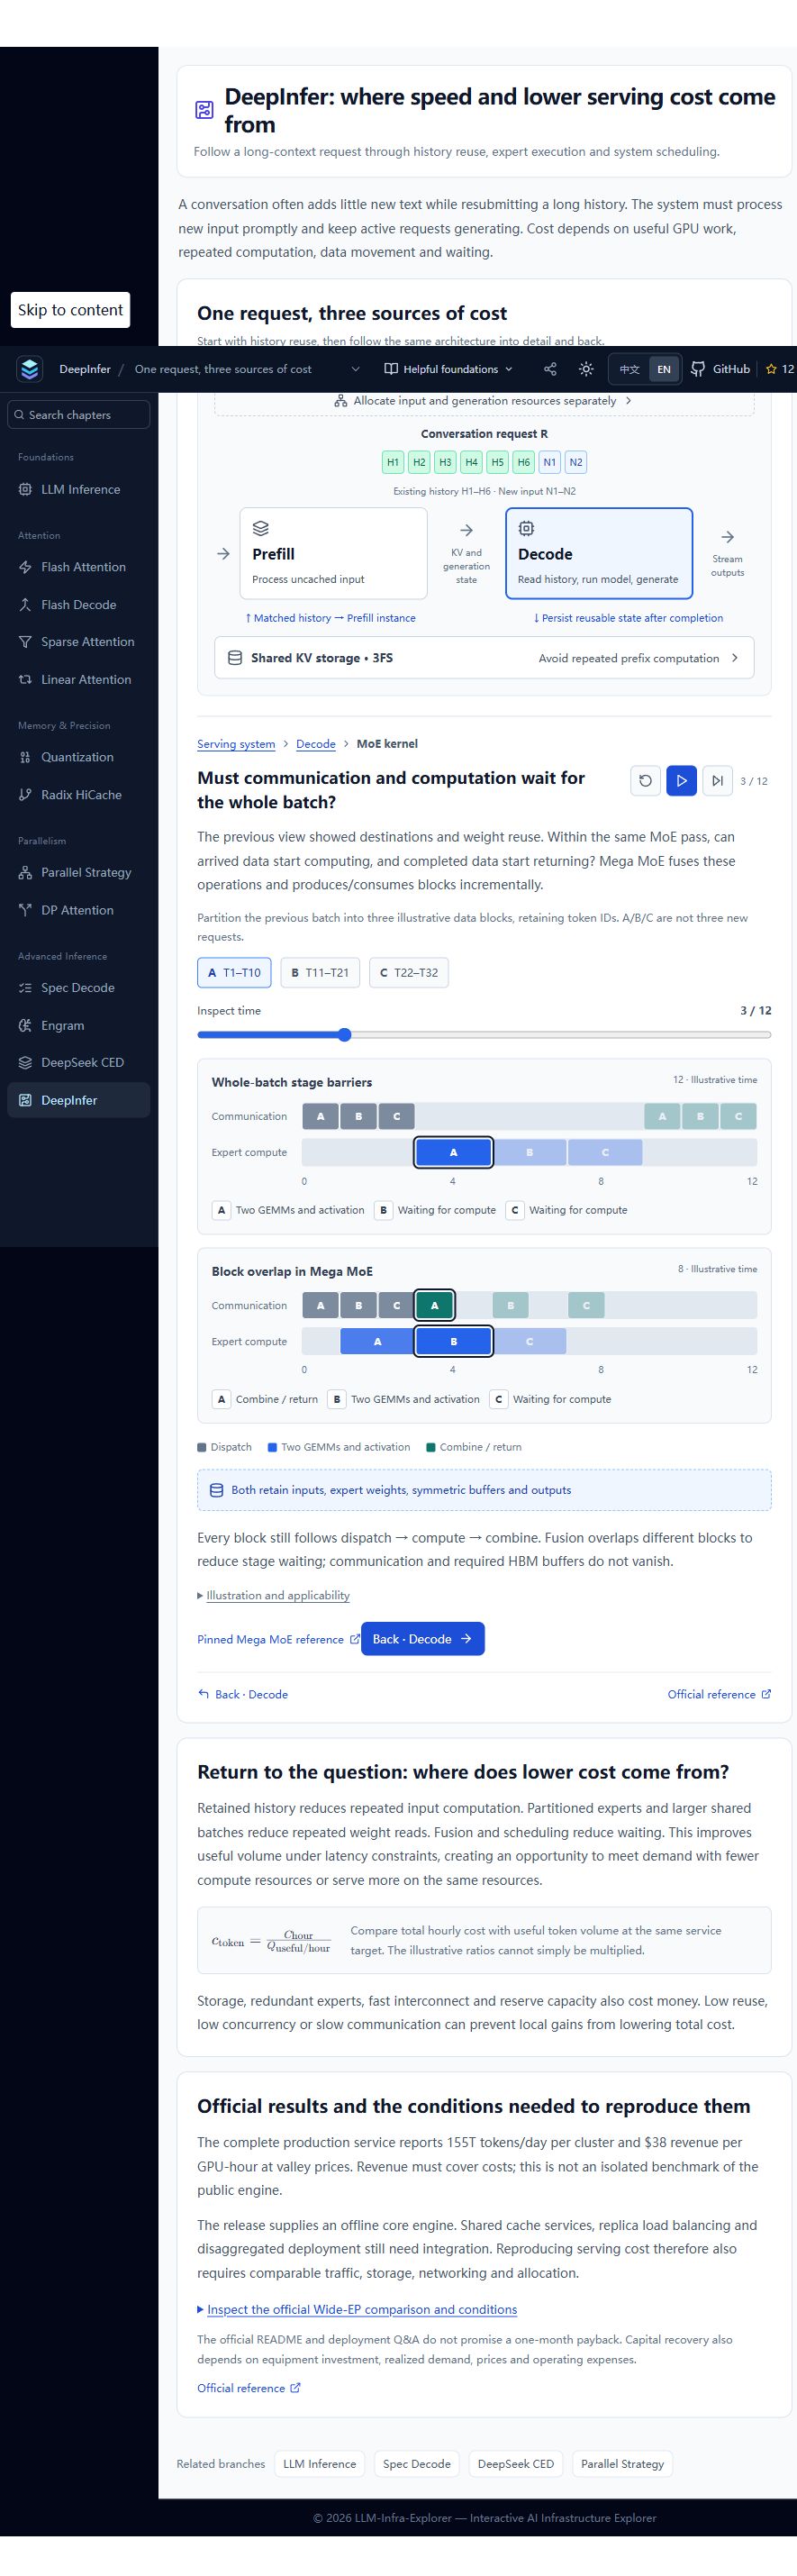 DeepInfer: where speed and lower serving cost come
from
Follow a long-context request through history reuse, expert execution and system scheduling.
A conversation often adds little new text while resubmitting a long history. The system must process
new input promptly and keep active requests generating. Cost depends on useful GPU work,
repeated computation, data movement and waiting.
Skip to content
One request, three sources of cost
Start with history reuse, then follow the same architecture into detail and back.
DeepInfer / One request, three sources of cost
Helpful foundations
中文
EN
GitHub
12
Search chapters
Foundations
LLM Inference
Attention
Flash Attention
Flash Decode
Sparse Attention
Linear Attention
Memory & Precision
Quantization
Radix HiCache
Parallelism
Parallel Strategy
DP Attention
Advanced Inference
Spec Decode
Engram
DeepSeek CED
DeepInfer
Allocate input and generation resources separately
Conversation request R
H1 H2 H3 H4 H5 H6 N1 N2
Existing history H1–H6 · New input N1–N2
Prefill
Process uncached input
KV and
generation
state
Decode
Read history, run model, generate
Stream
outputs
↑ Matched history → Prefill instance
↓ Persist reusable state after completion
Shared KV storage • 3FS
Avoid repeated prefix computation
Serving system > Decode > MoE kernel
Must communication and computation wait for
the whole batch?
3 / 12
The previous view showed destinations and weight reuse. Within the same MoE pass, can
arrived data start computing, and completed data start returning? Mega MoE fuses these
operations and produces/consumes blocks incrementally.
Partition the previous batch into three illustrative data blocks, retaining token IDs. A/B/C are not three new
requests.
A T1–T10
B T11–T21
C T22–T32
Inspect time
3 / 12
Whole-batch stage barriers
12 · Illustrative time
Communication A B C A B C
Expert compute A B C
0 4 8 12
A Two GEMMs and activation B Waiting for compute C Waiting for compute
Block overlap in Mega MoE
8 · Illustrative time
Communication A B C A B C
Expert compute A B C
0 4 8 12
A Combine / return B Two GEMMs and activation C Waiting for compute
Dispatch Two GEMMs and activation Combine / return
Both retain inputs, expert weights, symmetric buffers and outputs
Every block still follows dispatch → compute → combine. Fusion overlaps different blocks to
reduce stage waiting; communication and required HBM buffers do not vanish.
Illustration and applicability
Pinned Mega MoE reference
Back · Decode
Back · Decode
Official reference
Return to the question: where does lower cost come from?
Retained history reduces repeated input computation. Partitioned experts and larger shared
batches reduce repeated weight reads. Fusion and scheduling reduce waiting. This improves
useful volume under latency constraints, creating an opportunity to meet demand with fewer
compute resources or serve more on the same resources.
c_token = C_hour / Q_useful/hour
Compare total hourly cost with useful token volume at the same service
target. The illustrative ratios cannot simply be multiplied.
Storage, redundant experts, fast interconnect and reserve capacity also cost money. Low reuse,
low concurrency or slow communication can prevent local gains from lowering total cost.
Official results and the conditions needed to reproduce them
The complete production service reports 155T tokens/day per cluster and $38 revenue per
GPU-hour at valley prices. Revenue must cover costs; this is not an isolated benchmark of the
public engine.
The release supplies an offline core engine. Shared cache services, replica load balancing and
disaggregated deployment still need integration. Reproducing serving cost therefore also
requires comparable traffic, storage, networking and allocation.
Inspect the official Wide-EP comparison and conditions
The official README and deployment Q&A do not promise a one-month payback. Capital recovery also
depends on equipment investment, realized demand, prices and operating expenses.
Official reference
Related branches
LLM Inference
Spec Decode
DeepSeek CED
Parallel Strategy
© 2026 LLM-Infra-Explorer — Interactive AI Infrastructure Explorer